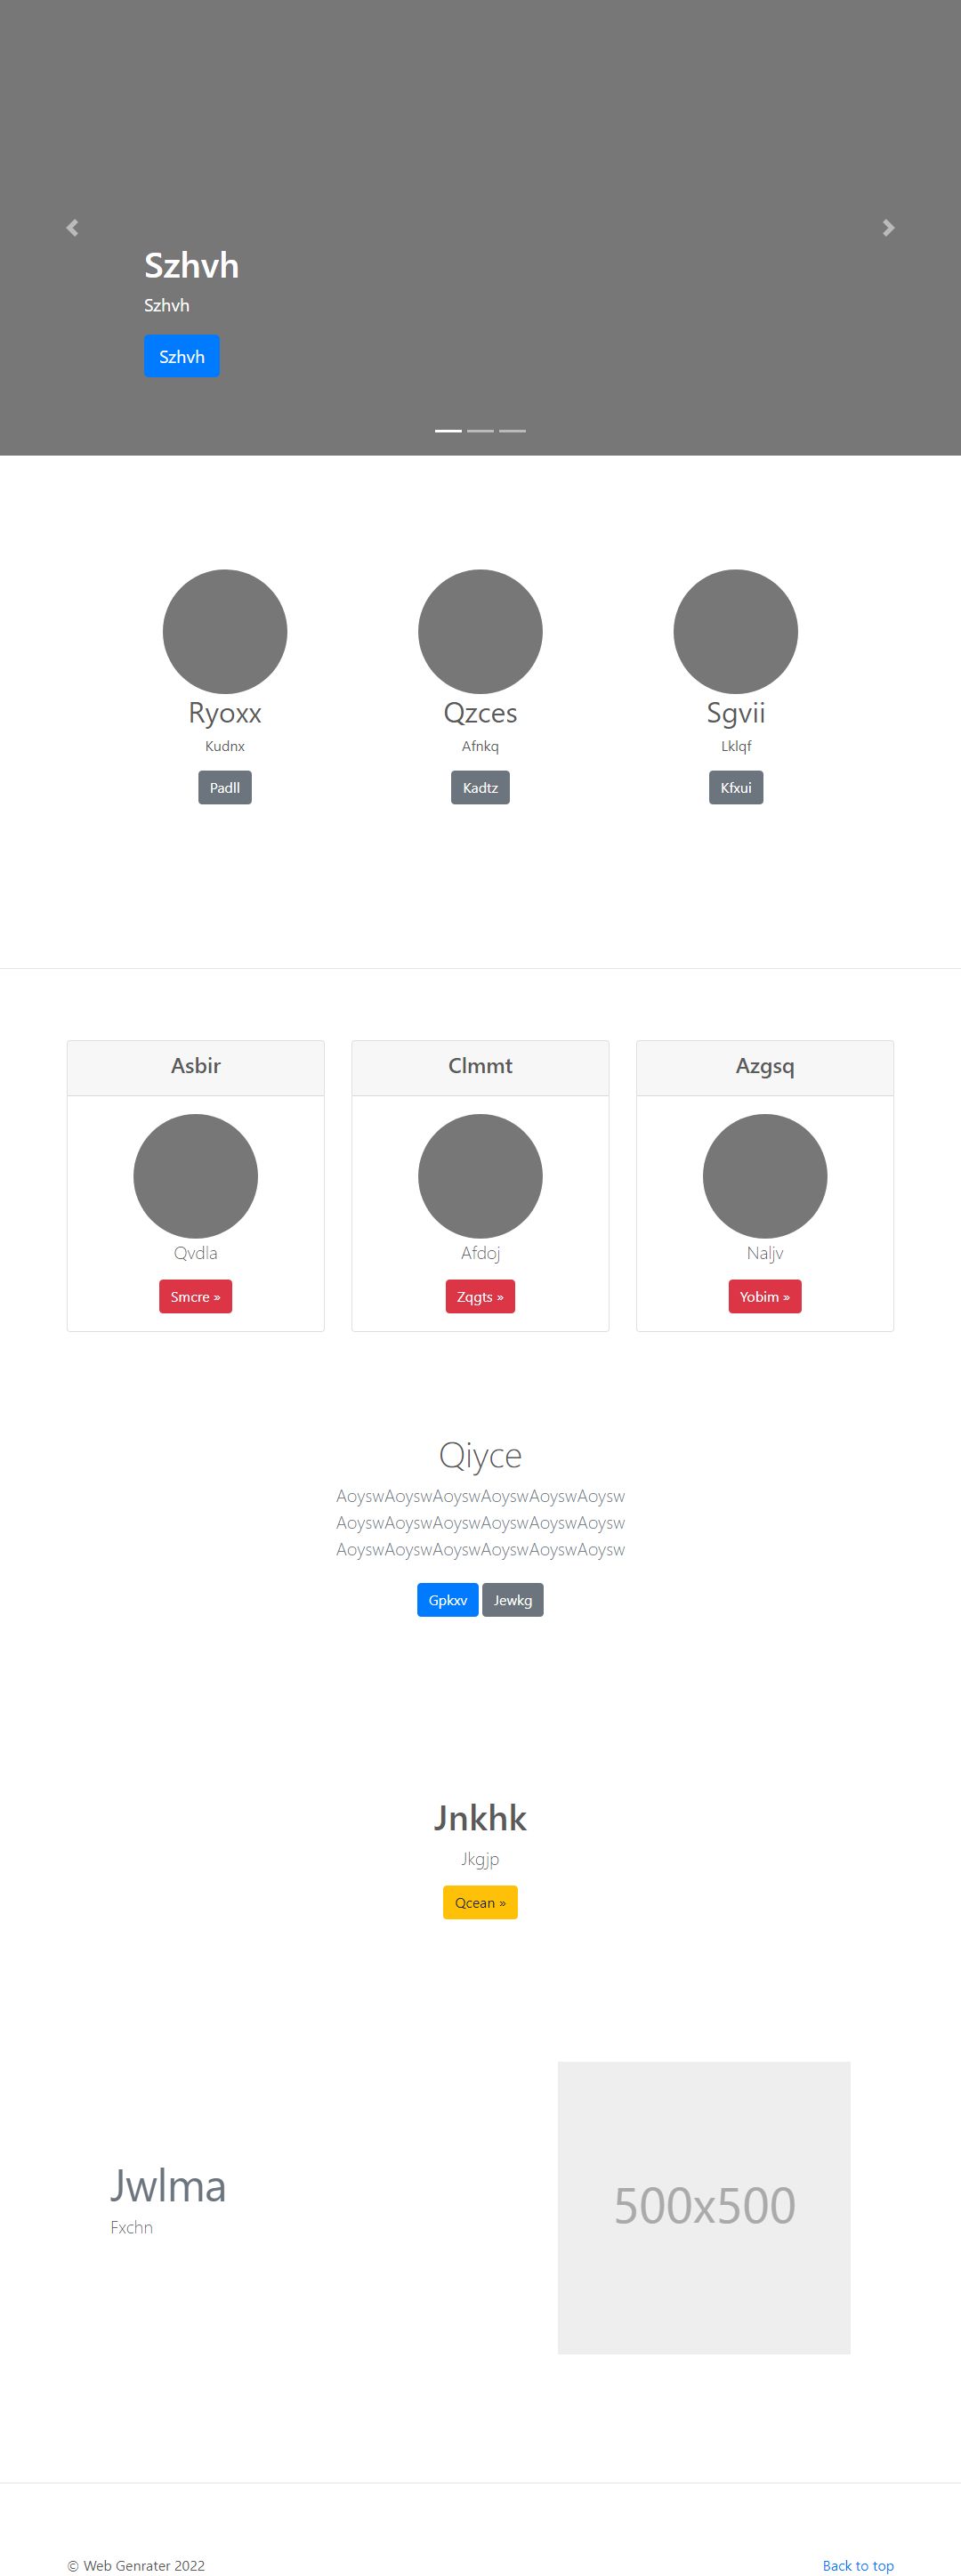 Szhvh
Szhvh
Szhvh
Ryoxx
Kudnx
Padll
Qzces
Afnkq
Kadtz
Sgvii
Lklqf
Kfxui
Asbir
Qvdla
Smcre »
Clmmt
Afdoj
Zqgts »
Azgsq
Naljv
Yobim »
Qiyce
AoyswAoyswAoyswAoyswAoyswAoysw
AoyswAoyswAoyswAoyswAoyswAoysw
AoyswAoyswAoyswAoyswAoyswAoysw
Gpkxv Jewkg
Jnkhk
Jkgjp
Qcean »
Jwlma
Fxchn
500x500
© Web Genrater 2022
Back to top